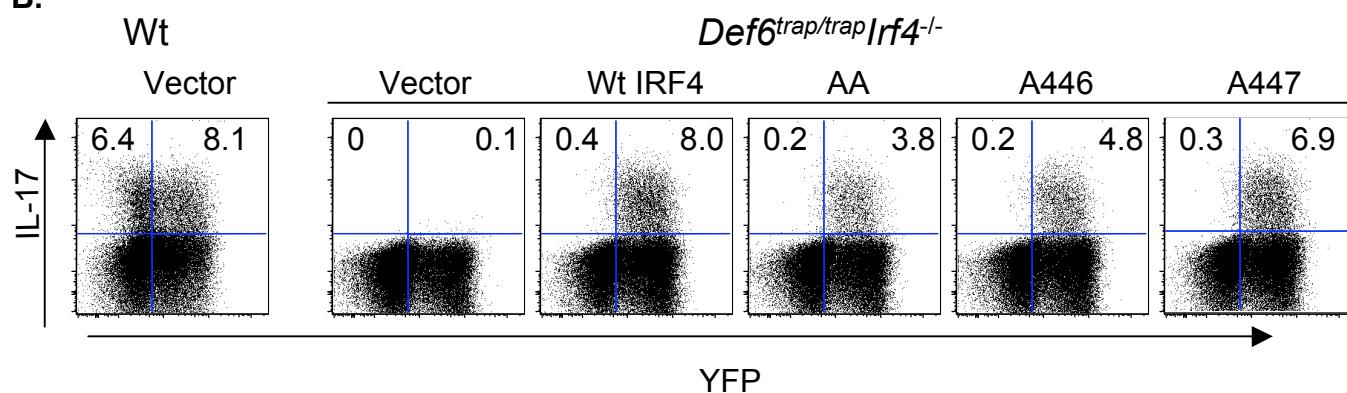 B.
Wt Def6trap/trapIrf4-/-
Vector Vector Wt IRF4 AA A446 A447
6.4 8.1 0 0.1 0.4 8.0 0.2 3.8 0.2 4.8 0.3 6.9
IL-17
YFP